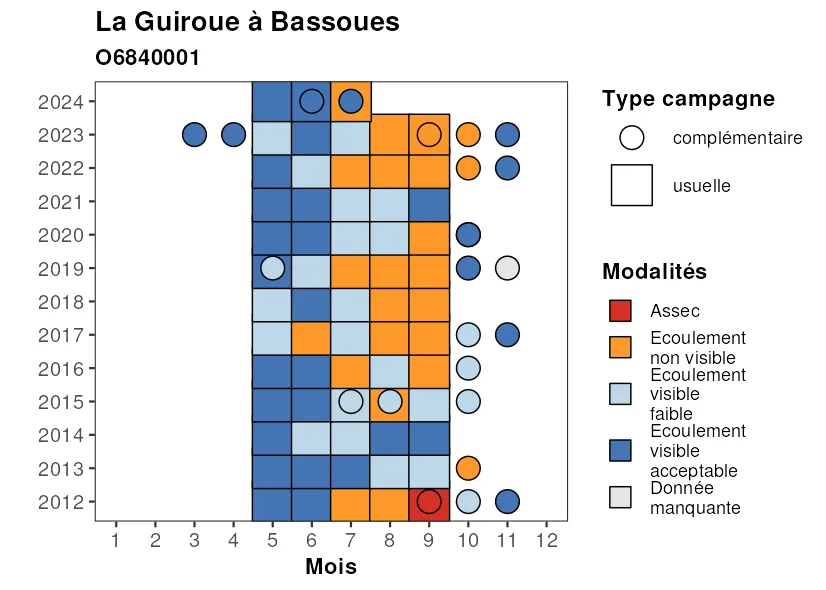 La Guiroue à Bassoues
O6840001
2024
2023
2022
2021
2020
2019
2018
2017
2016
2015
2014
2013
2012
1 2 3 4 5 6 7 8 9 10 11 12
Mois
Type campagne
complémentaire
usuelle
Modalités
Assec
Ecoulement
non visible
Ecoulement
visible
faible
Ecoulement
visible
acceptable
Donnée
manquante